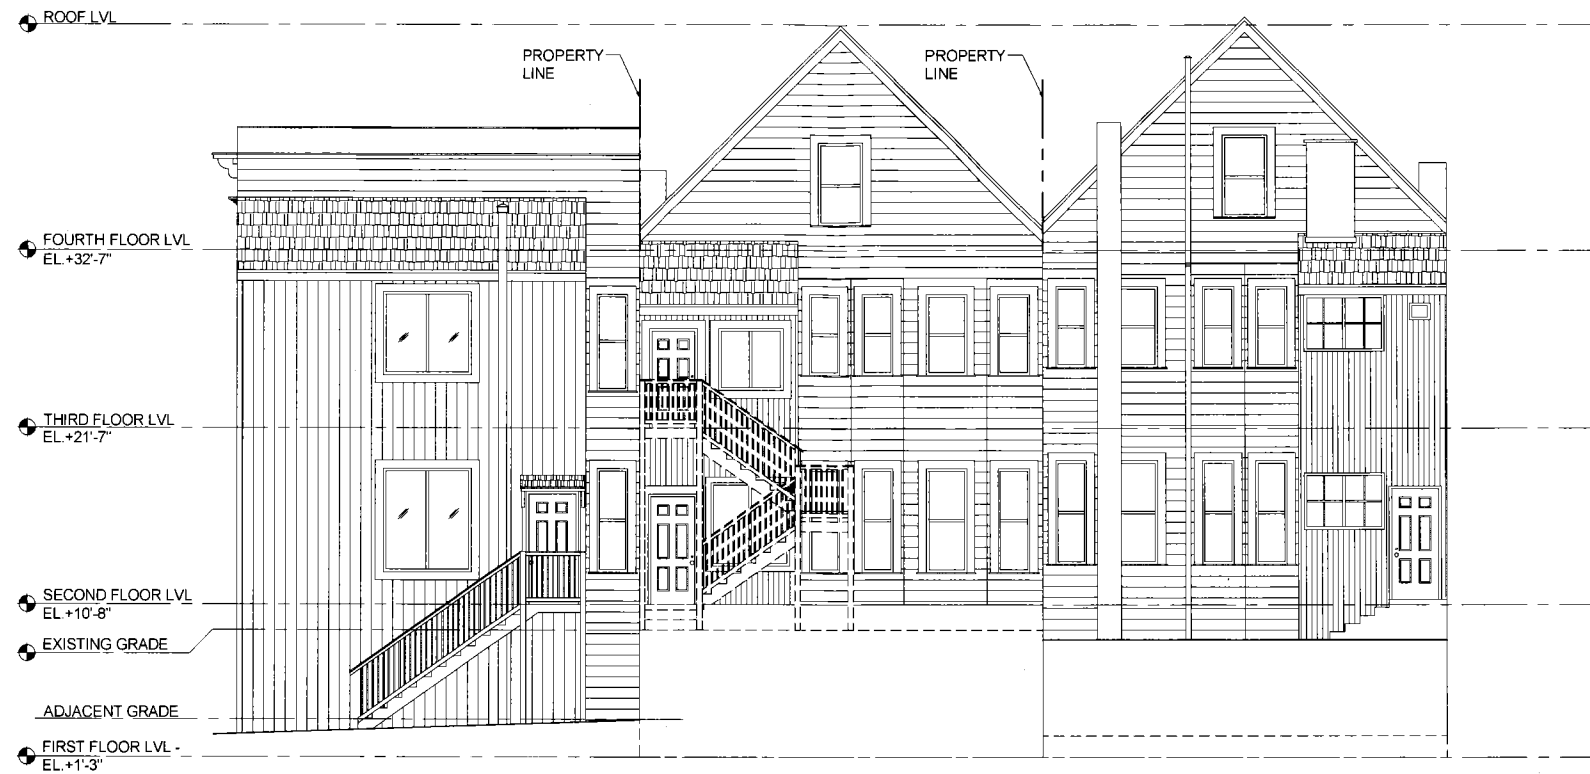 ROOF LVL
PROPERTY
LINE
PROPERTY
LINE
FOURTH FLOOR LVL
EL.+32'-7"
THIRD FLOOR LVL
EL.+21'-7"
SECOND FLOOR LVL
EL.+10'-8"
EXISTING GRADE
ADJACENT GRADE
FIRST FLOOR LVL -
EL.+1'-3"